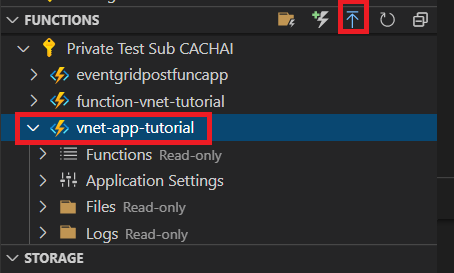 FUNCTIONS
Private Test Sub CACHAI
eventgridpostfuncapp
function-vnet-tutorial
vnet-app-tutorial
Functions Read-only
Application Settings
Files Read-only
Logs Read-only
STORAGE